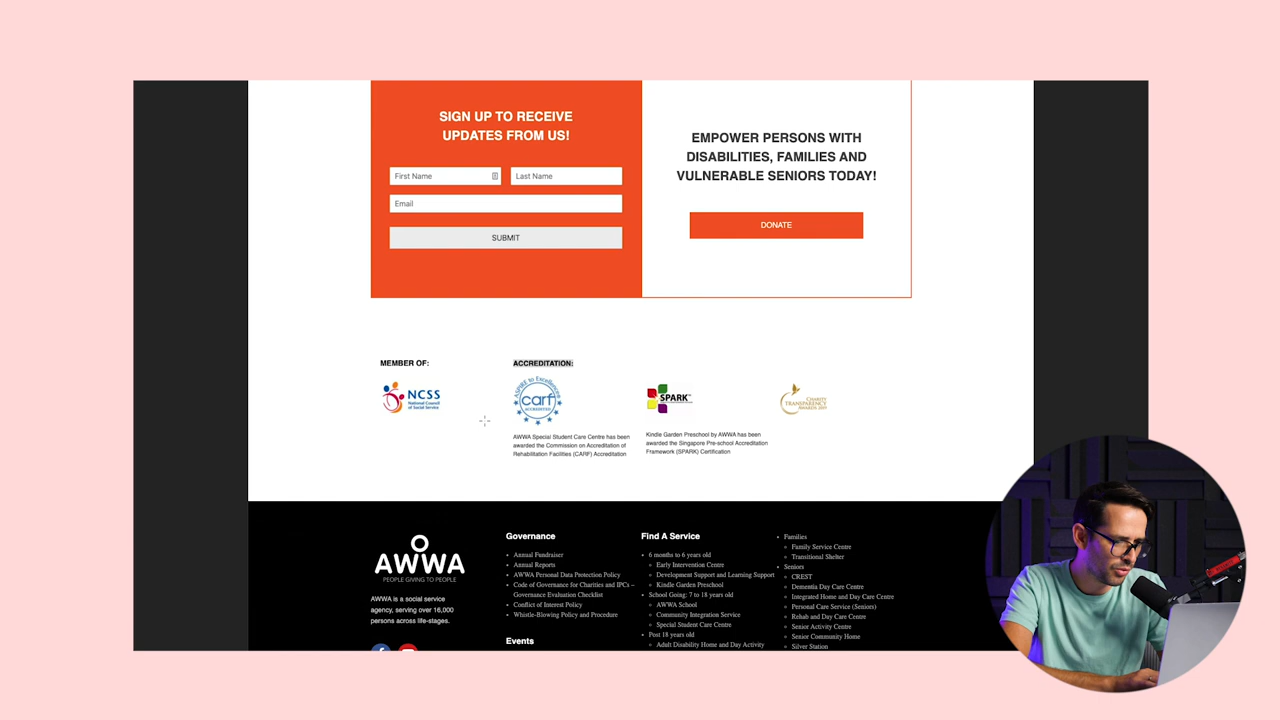 SIGN UP TO RECEIVE
UPDATES FROM US!
First Name
Last Name
Email
SUBMIT
EMPOWER PERSONS WITH
DISABILITIES, FAMILIES AND
VULNERABLE SENIORS TODAY!
DONATE
MEMBER OF:
NCSS
National Council
of Social Service
ACCREDITATION:
ASPIRE to Excellence
carf
ACCREDITED
AWWA Special Student Care Centre has been
awarded the Commission on Accreditation of
Rehabilitation Facilities (CARF) Accreditation
SPARK
Kindle Garden Preschool by AWWA has been
awarded the Singapore Pre-school Accreditation
Framework (SPARK) Certification
CHARITY
TRANSPARENCY
AWARDS 2019
AWWA
PEOPLE GIVING TO PEOPLE
AWWA is a social service
agency, serving over 16,000
persons across life-stages.
Governance
Annual Fundraiser
Annual Reports
AWWA Personal Data Protection Policy
Code of Governance for Charities and IPCs –
Governance Evaluation Checklist
Conflict of Interest Policy
Whistle-Blowing Policy and Procedure
Events
Find A Service
6 months to 6 years old
Early Intervention Centre
Development Support and Learning Support
Kindle Garden Preschool
School Going: 7 to 18 years old
AWWA School
Community Integration Service
Special Student Care Centre
Post 18 years old
Adult Disability Home and Day Activity
Families
Family Service Centre
Transitional Shelter
Seniors
CREST
Dementia Day Care Centre
Integrated Home and Day Care Centre
Personal Care Service (Seniors)
Rehab and Day Care Centre
Senior Activity Centre
Senior Community Home
Silver Station